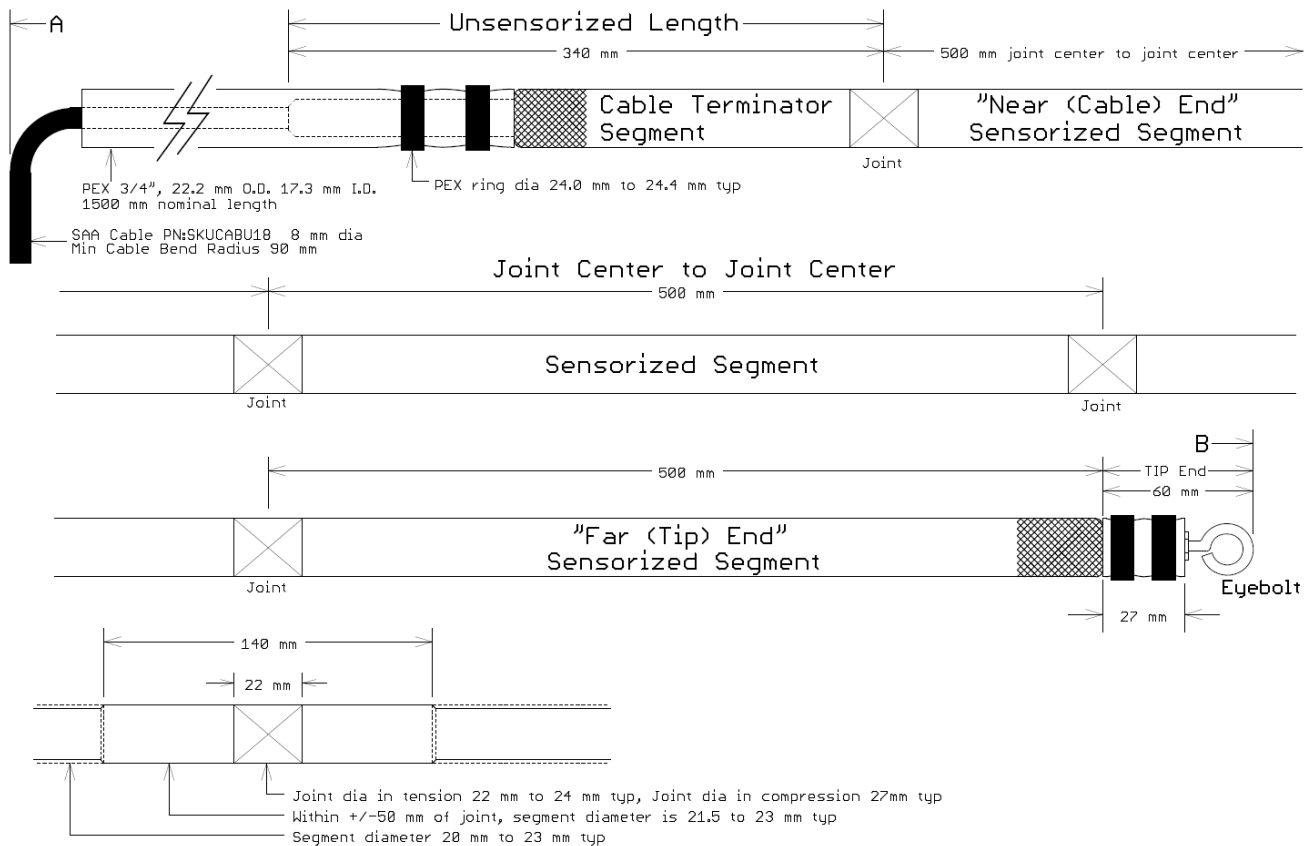 A
Unsensorized Length
340 mm
500 mm joint center to joint center
Cable Terminator
Segment
"Near (Cable) End"
Sensorized Segment
Joint
PEX 3/4", 22.2 mm O.D. 17.3 mm I.D.
1500 mm nominal length
PEX ring dia 24.0 mm to 24.4 mm typ
SAA Cable PN:SKUCABU18 8 mm dia
Min Cable Bend Radius 90 mm
Joint Center to Joint Center
500 mm
Sensorized Segment
Joint
Joint
B
500 mm
TIP End
60 mm
"Far (Tip) End"
Sensorized Segment
Joint
Eyebolt
27 mm
140 mm
22 mm
Joint dia in tension 22 mm to 24 mm typ, Joint dia in compression 27mm typ
Within +/-50 mm of joint, segment diameter is 21.5 to 23 mm typ
Segment diameter 20 mm to 23 mm typ